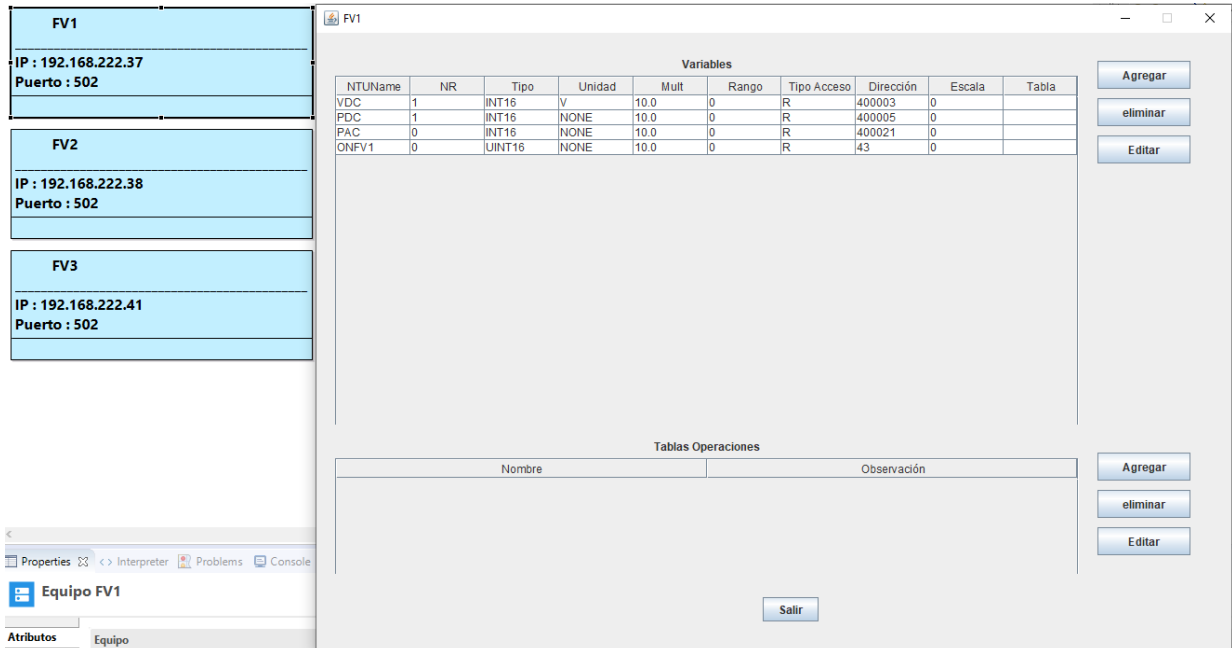 FV1
IP : 192.168.222.37
Puerto : 502
FV2
IP : 192.168.222.38
Puerto : 502
FV3
IP : 192.168.222.41
Puerto : 502
Properties <> Interpreter Problems Console
Equipo FV1
Atributos Equipo
FV1
Variables
NTUName NR Tipo Unidad Mult Rango Tipo Acceso Dirección Escala Tabla
VDC 1 INT16 V 10.0 0 R 400003 0
PDC 1 INT16 NONE 10.0 0 R 400005 0
PAC 0 INT16 NONE 10.0 0 R 400021 0
ONFV1 0 UINT16 NONE 10.0 0 R 43 0
Agregar
eliminar
Editar
Tablas Operaciones
Nombre Observación
Agregar
eliminar
Editar
Salir